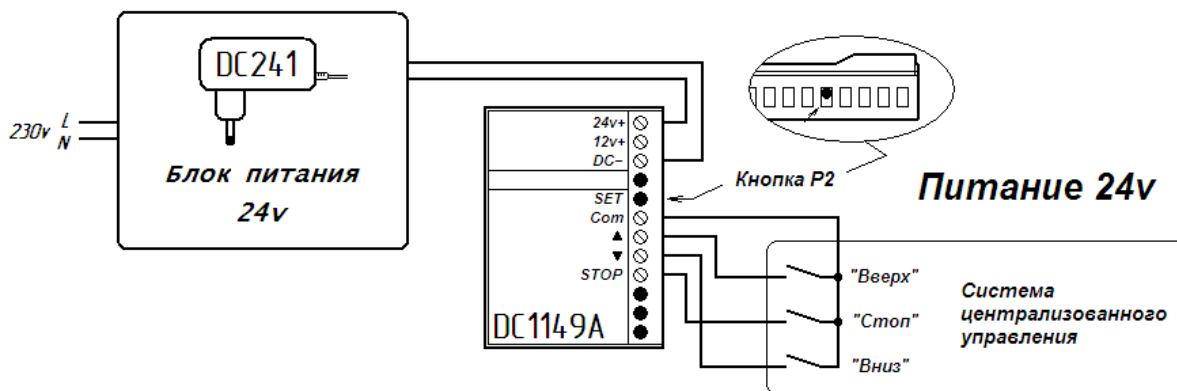 DC241
230v L
N
Блок питания
24v
24v+
12v+
DC–
SET
Com
▲
▼
STOP
DC1149A
Кнопка P2
Питание 24v
"Вверх"
"Стоп"
"Вниз"
Система
централизованного
управления